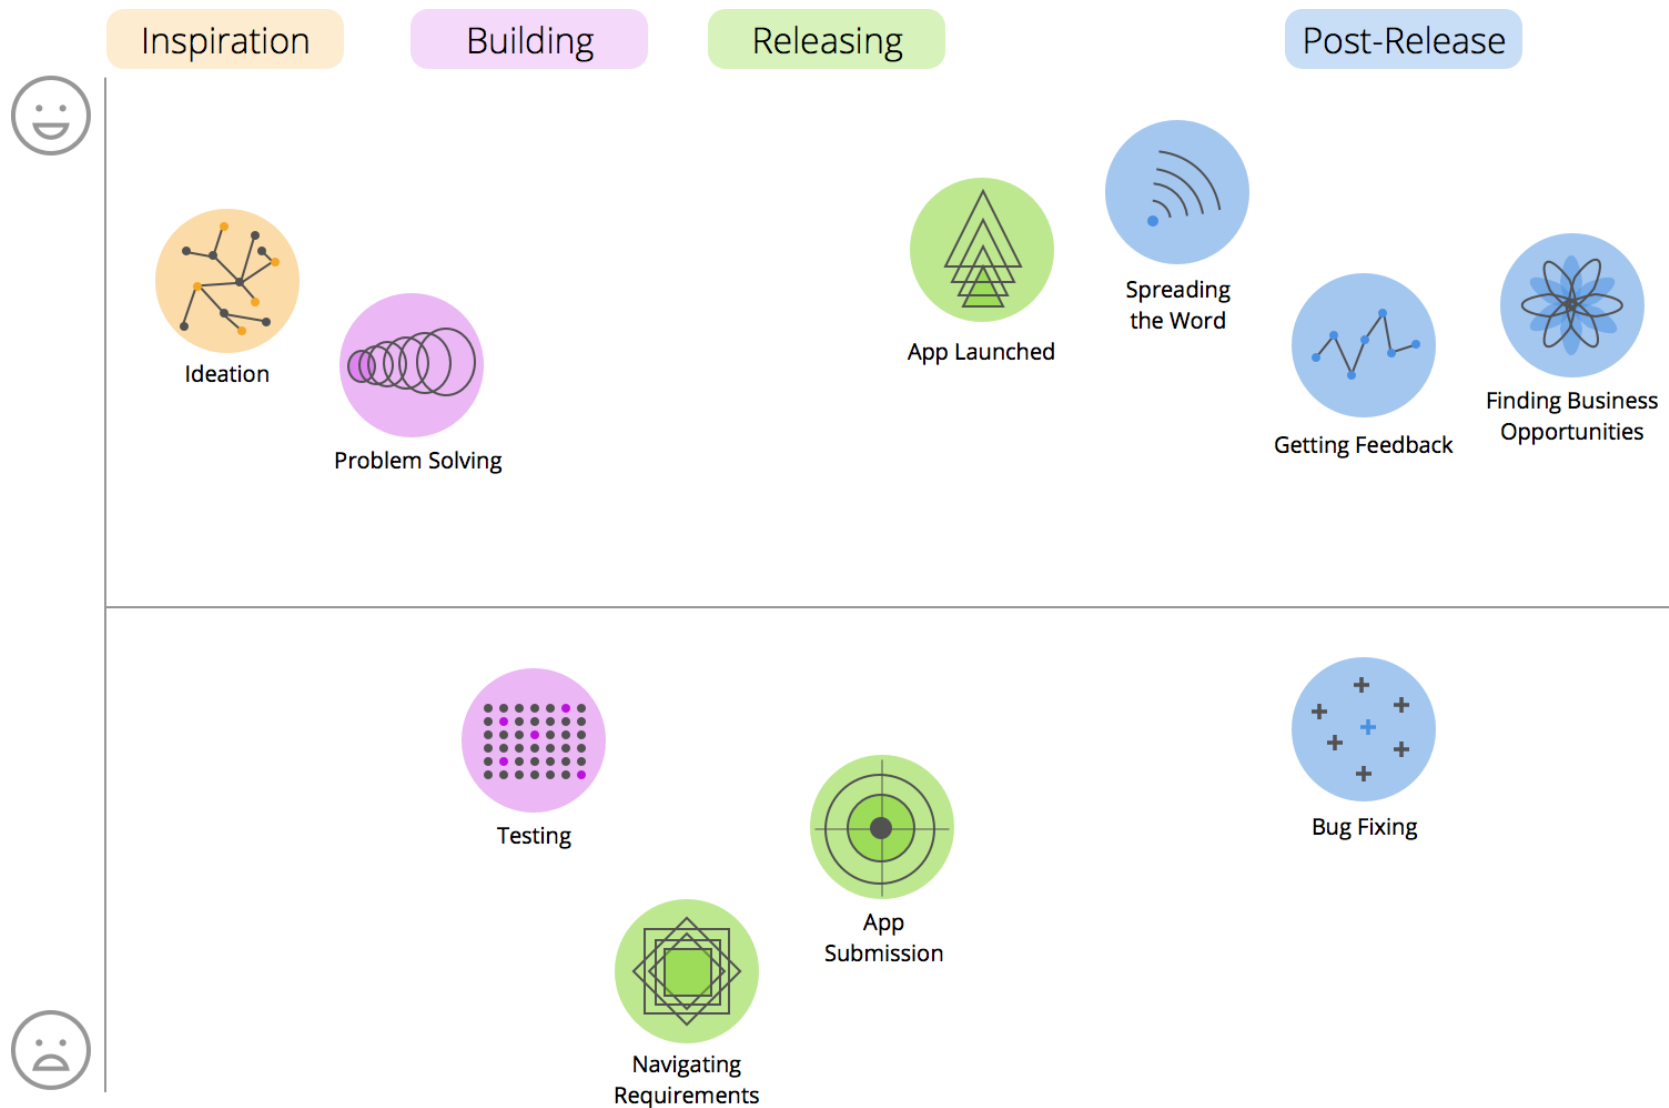 Inspiration
Building
Releasing
Post-Release
Ideation
Problem Solving
App Launched
Spreading
the Word
Getting Feedback
Finding Business
Opportunities
Testing
Navigating
Requirements
App
Submission
Bug Fixing